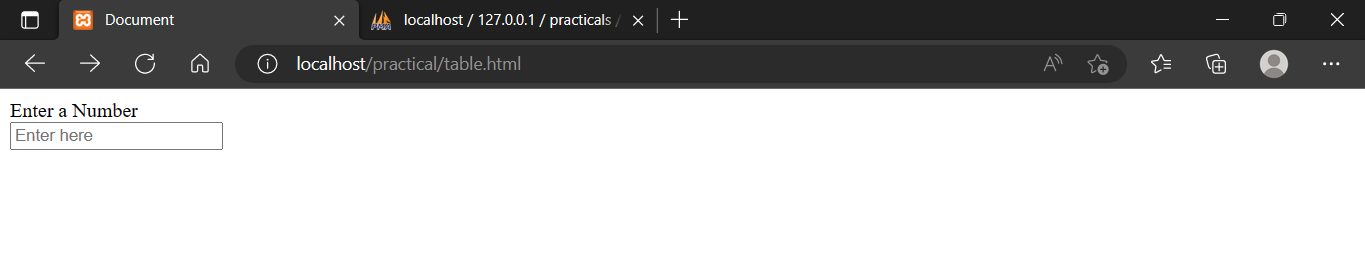 Document
localhost / 127.0.0.1 / practicals /
localhost/practical/table.html
Enter a Number
Enter here